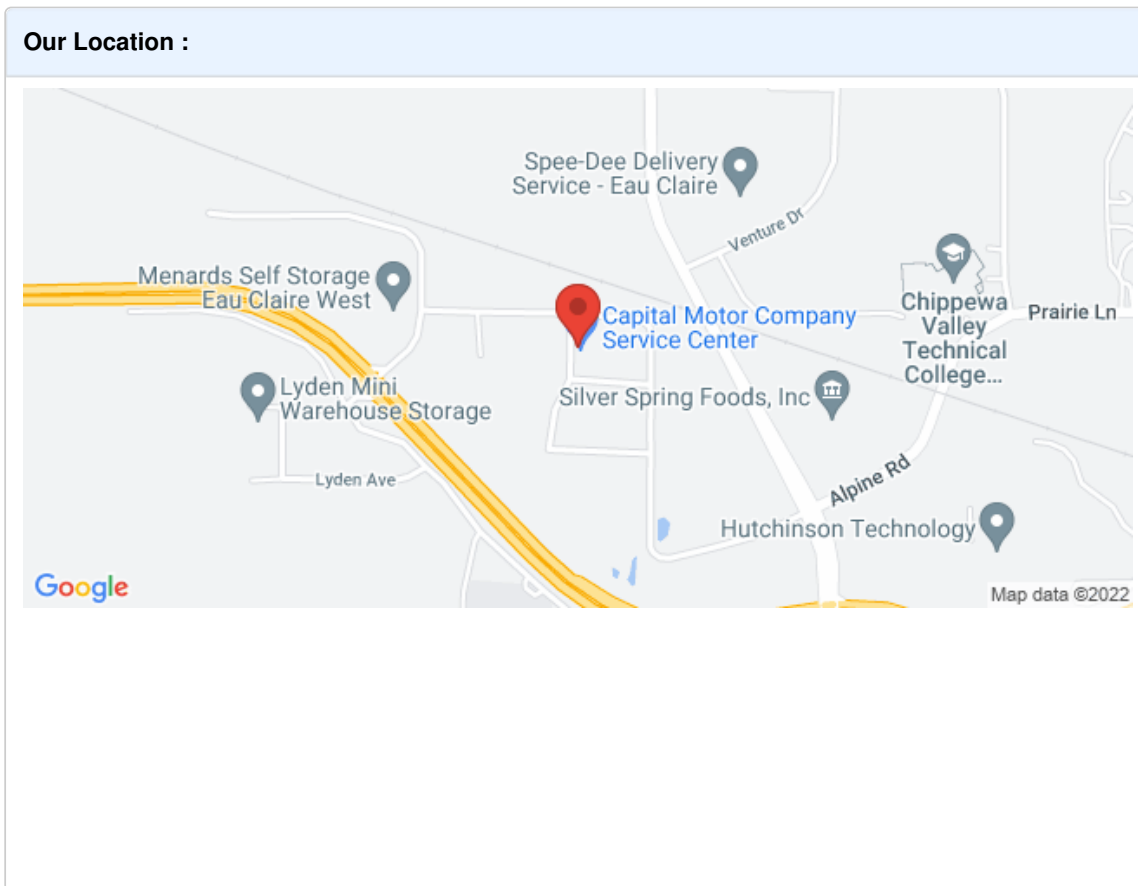 Our Location :
Spee-Dee Delivery
Service - Eau Claire
Venture Dr
Menards Self Storage
Eau Claire West
Capital Motor Company
Service Center
Chippewa
Valley
Technical
College...
Prairie Ln
Lyden Mini
Warehouse Storage
Silver Spring Foods, Inc
Lyden Ave
Alpine Rd
Hutchinson Technology
Google
Map data ©2022